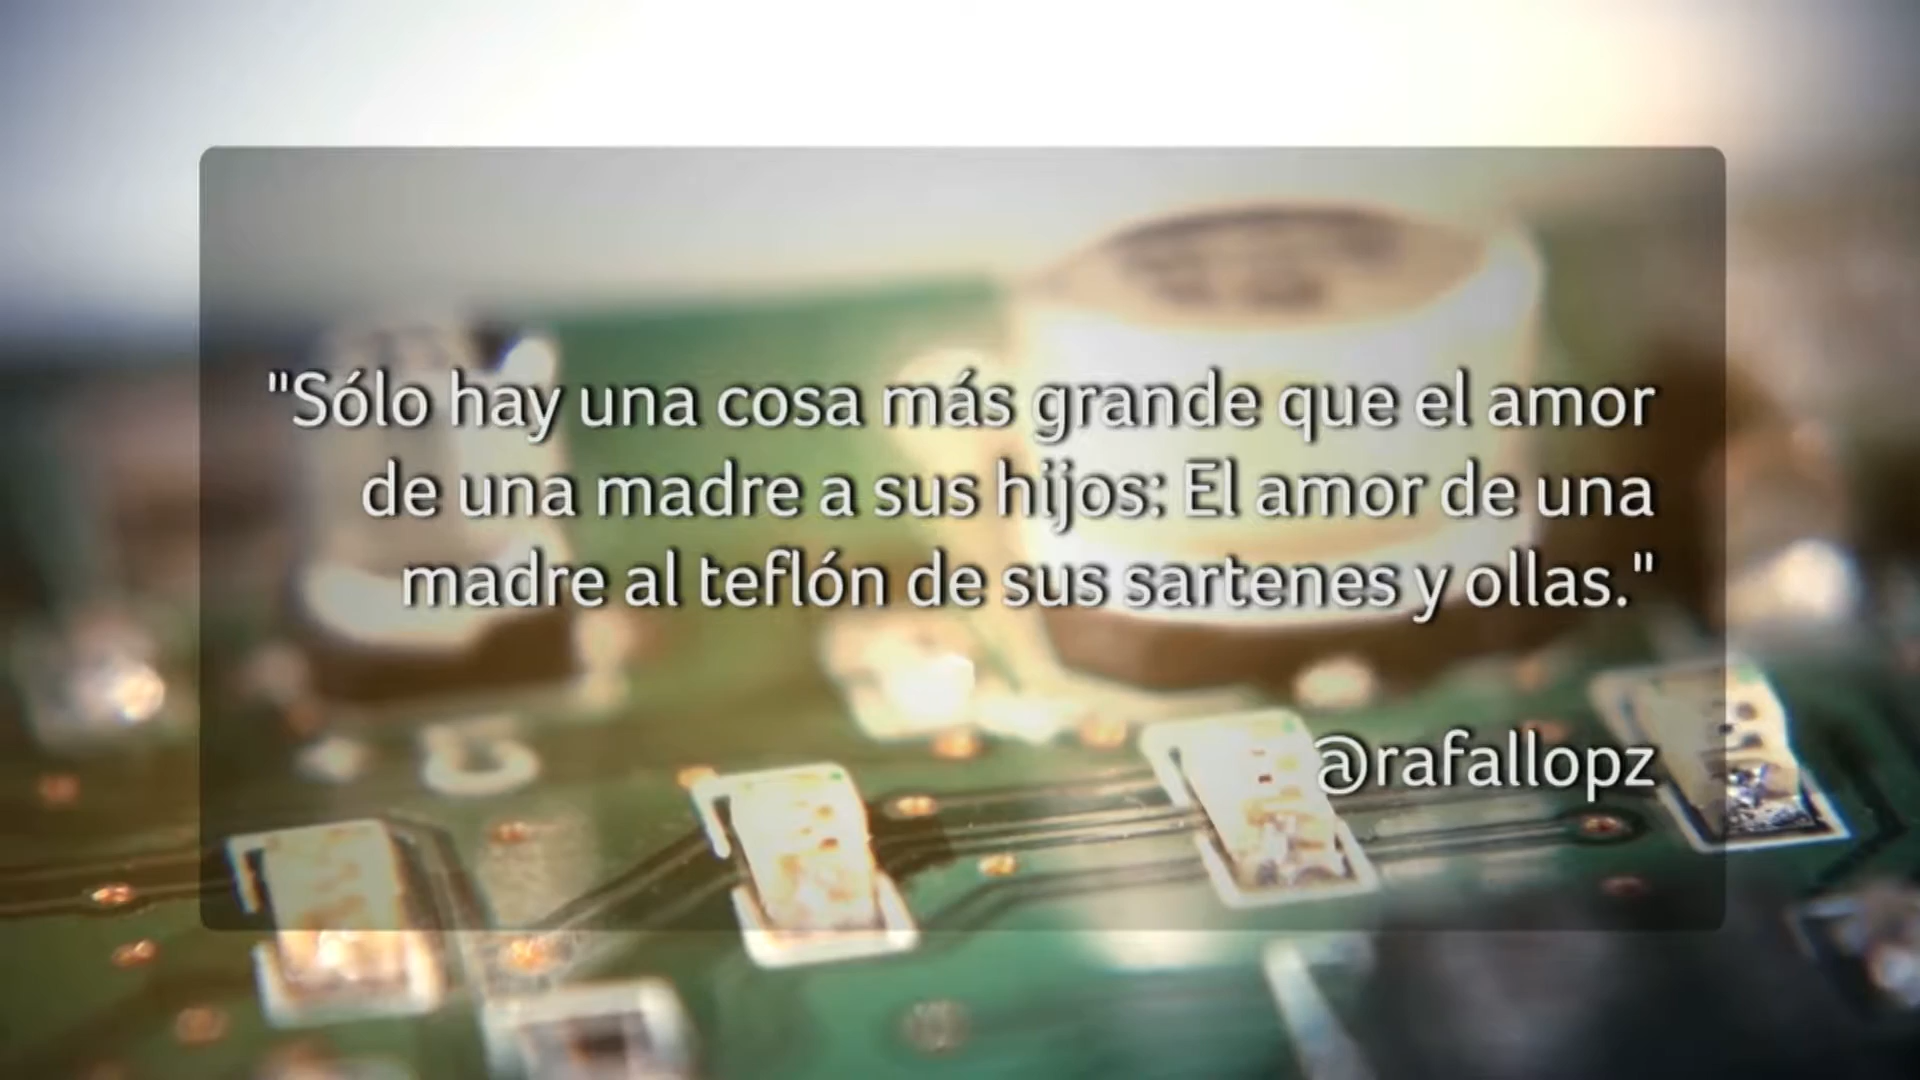 "Sólo hay una cosa más grande que el amor
de una madre a sus hijos: El amor de una
madre al teflón de sus sartenes y ollas."
@rafallopz